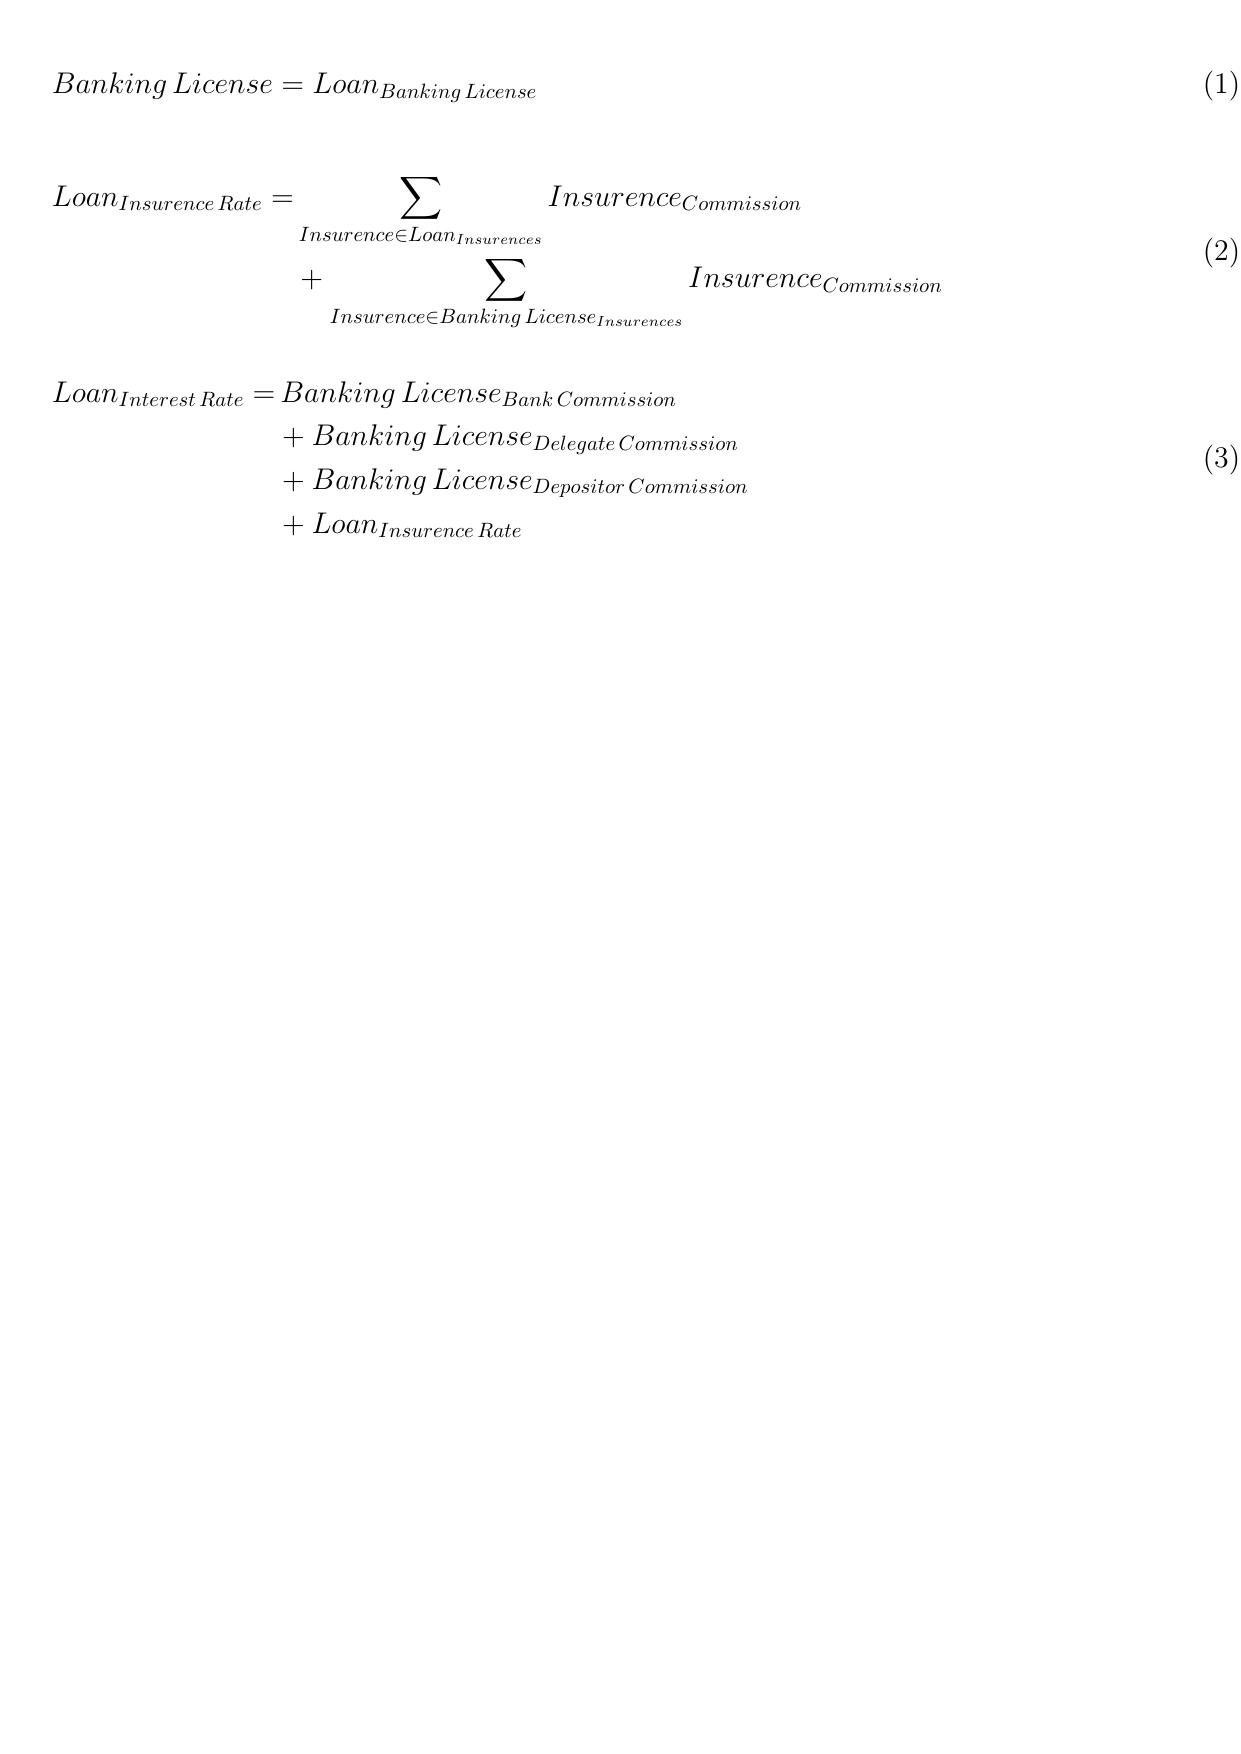 Banking License = Loan_{Banking License} (1)
Loan_{Insurence Rate} = \sum_{Insurence∈Loan_{Insurences}} Insurence_{Commission}
+ \sum_{Insurence∈Banking License_{Insurences}} Insurence_{Commission} (2)
Loan_{Interest Rate} = Banking License_{Bank Commission}
+ Banking License_{Delegate Commission}
+ Banking License_{Depositor Commission} (3)
+ Loan_{Insurence Rate}